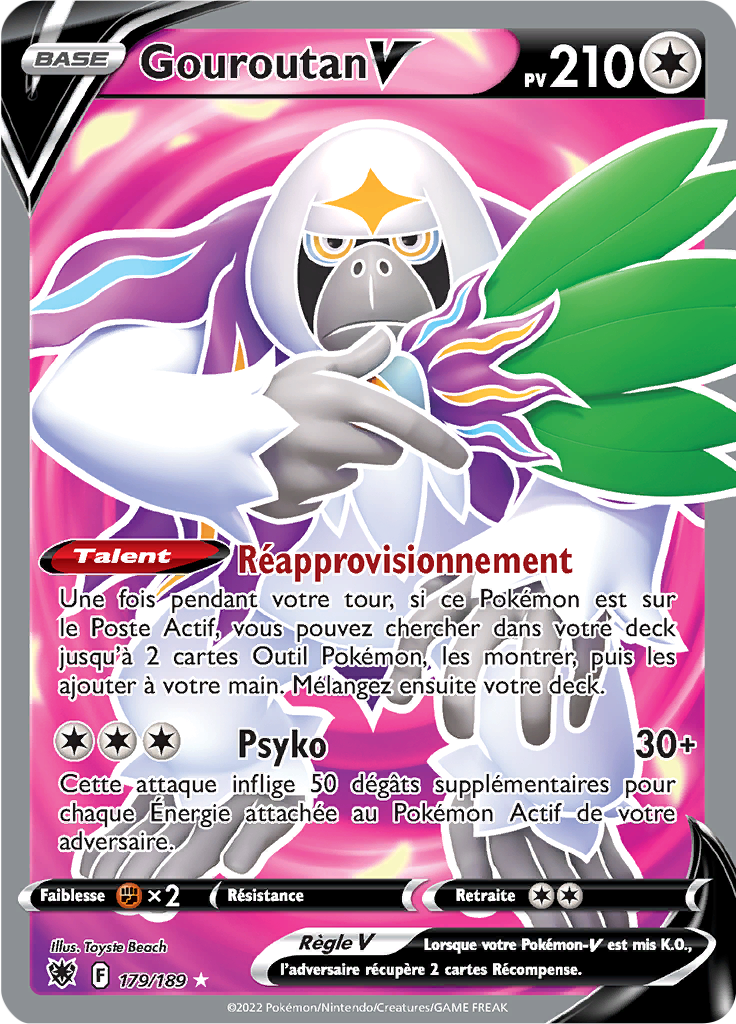 BASE
Gouroutan V
PV 210
Talent Réapprovisionnement
Une fois pendant votre tour, si ce Pokémon est sur
le Poste Actif, vous pouvez chercher dans votre deck
jusqu'à 2 cartes Outil Pokémon, les montrer, puis les
ajouter à votre main. Mélangez ensuite votre deck.
Psyko 30+
Cette attaque inflige 50 dégâts supplémentaires pour
chaque Énergie attachée au Pokémon Actif de votre
adversaire.
Faiblesse ×2 Résistance Retraite
Illus. Toyste Beach
Règle V Lorsque votre Pokémon-V est mis K.O.,
l'adversaire récupère 2 cartes Récompense.
F 179/189 ★
©2022 Pokémon/Nintendo/Creatures/GAME FREAK